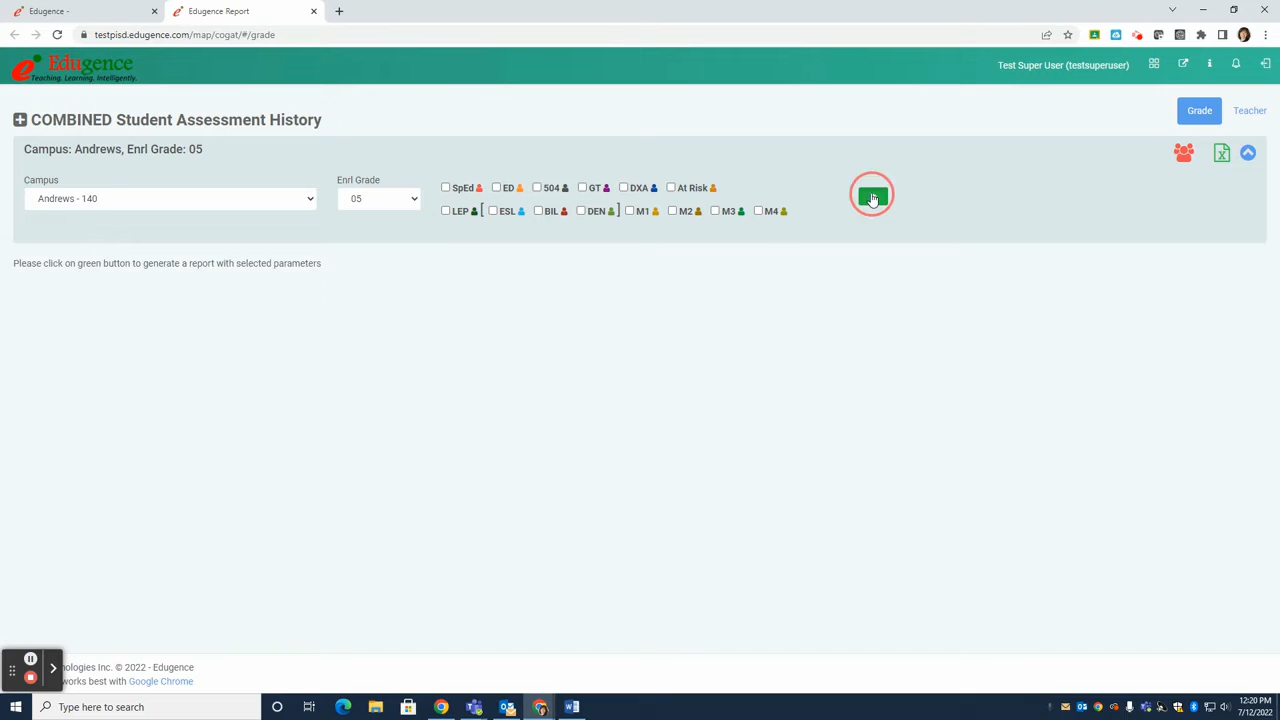 Edugence -
Edugence Report
testpisd.edugence.com/map/cogat/#/grade
Edugence
Teaching. Learning. Intelligently.
Test Super User (testsuperuser)
COMBINED Student Assessment History
Grade
Teacher
Campus: Andrews, Enrl Grade: 05
Campus
Enrl Grade
Andrews - 140
05
SpEd ED 504 GT DXA At Risk
LEP [ ESL BIL DEN ] M1 M2 M3 M4
Please click on green button to generate a report with selected parameters
nologies Inc. © 2022 - Edugence
works best with Google Chrome
Type here to search
12:20 PM
7/12/2022